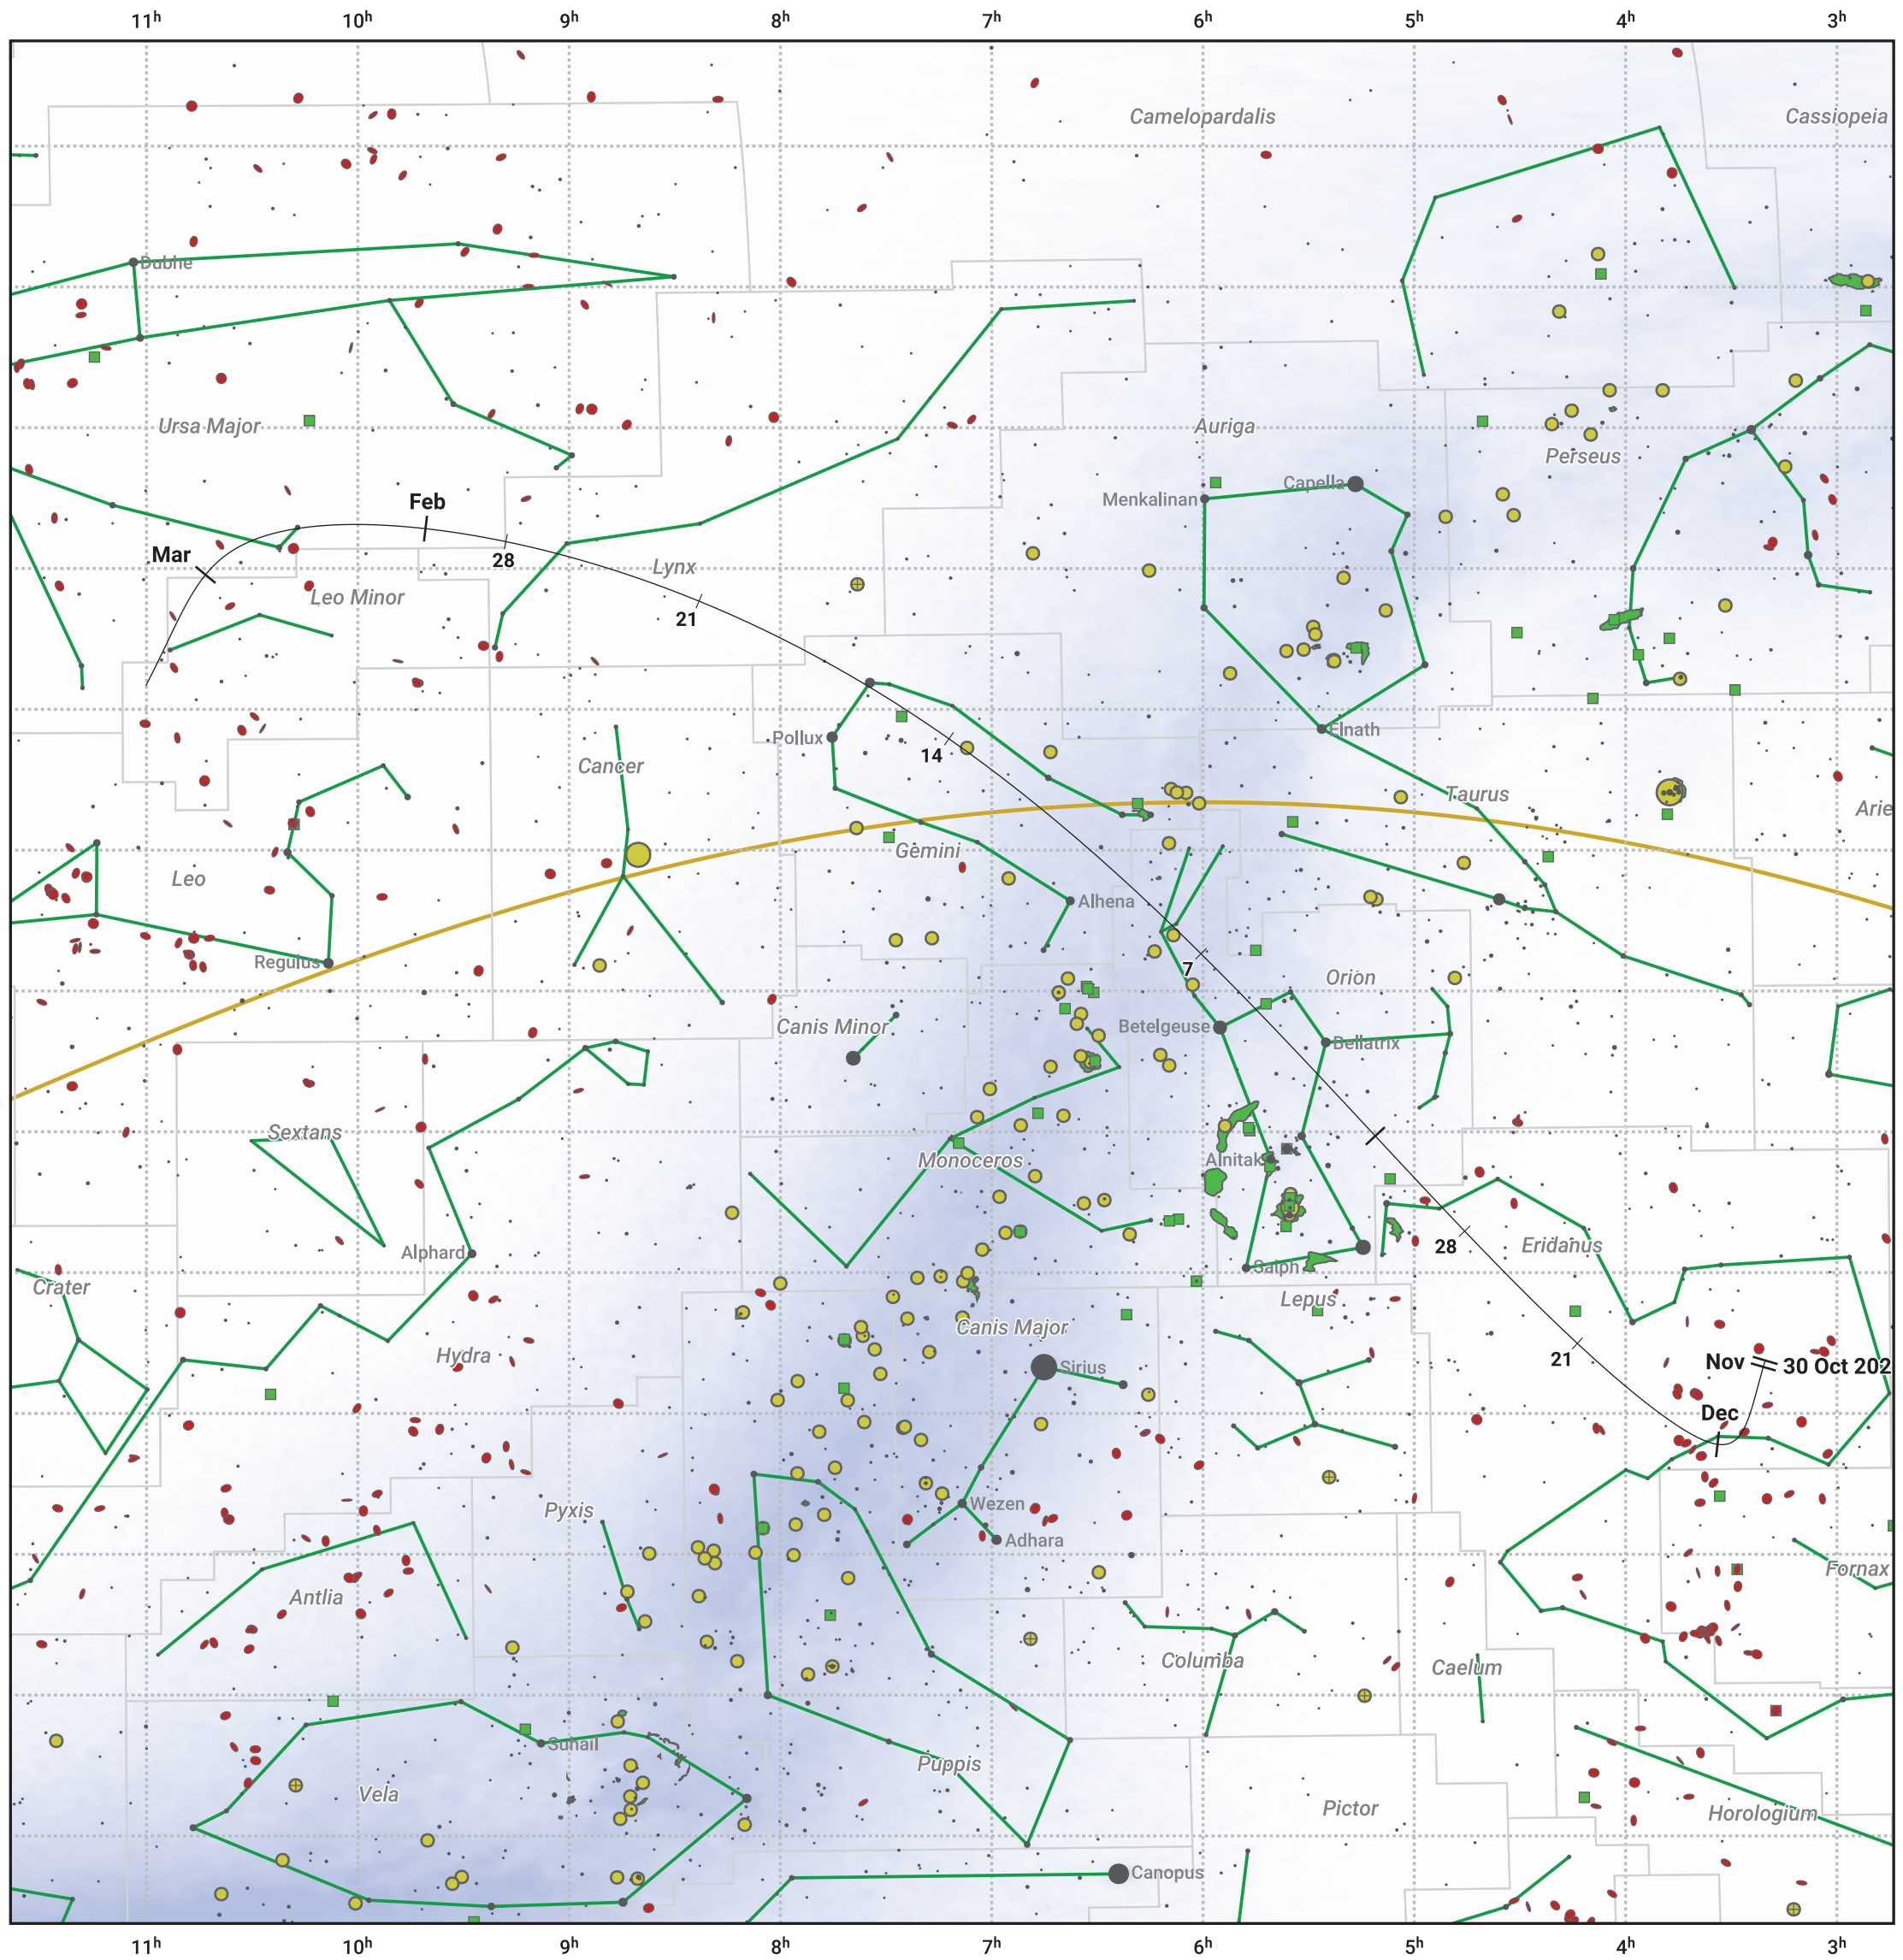 11h 10h 9h 8h 7h 6h 5h 4h 3h
Camelopardalis
Cassiopeia
Dubhe
Ursa Major
Auriga
Perseus
Capella
Menkalinan
Feb
Mar
28
Lynx
Leo Minor
21
Elnath
Pollux
14
Cancer
Taurus
Arie
Gemini
Leo
Alhena
Regulus
7
Orion
Canis Minor
Betelgeuse
Bellatrix
Sextans
Monoceros
Alnitak
Alphard
28
Eridanus
Saiph
Crater
Lepus
Canis Major
Hydra
21
Sirius
Nov
30 Oct 202
Dec
Wezen
Pyxis
Adhara
Fornax
Antlia
Columba
Caelum
Suhail
Puppis
Vela
Pictor
Horologium
Canopus
11h 10h 9h 8h 7h 6h 5h 4h 3h